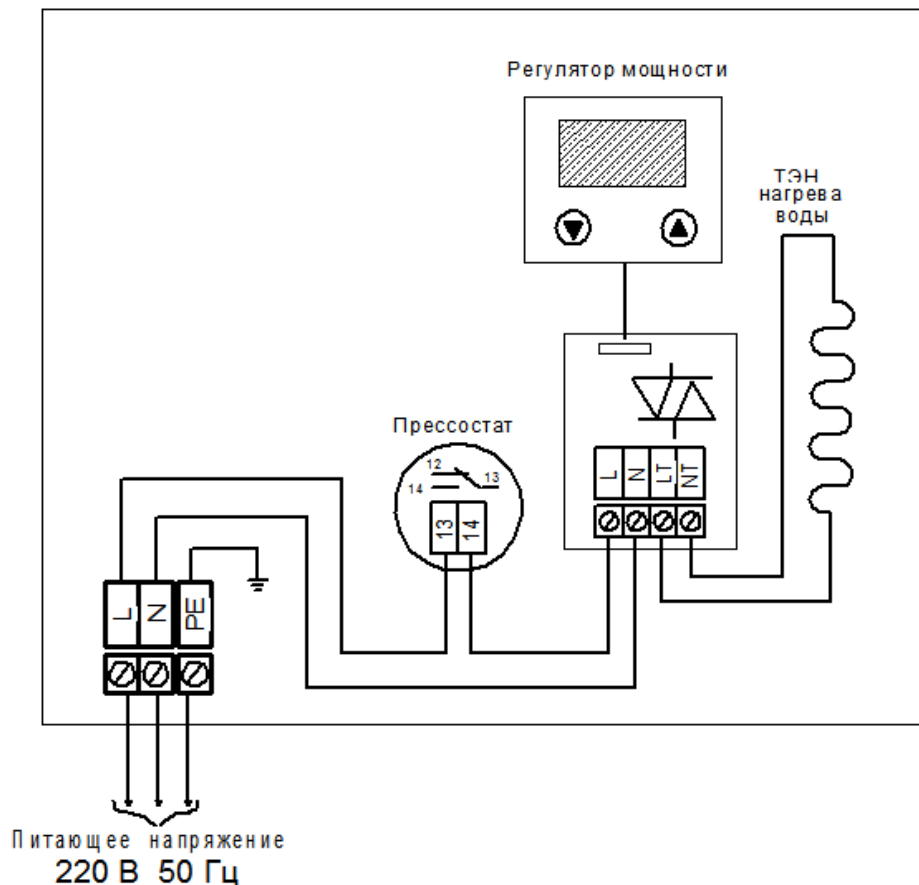 Регулятор мощности
ТЭН
нагрева
воды
Прессостат
12
14
13
13 14
L N LT NT
L N PE
Питающее напряжение
220 В 50 Гц